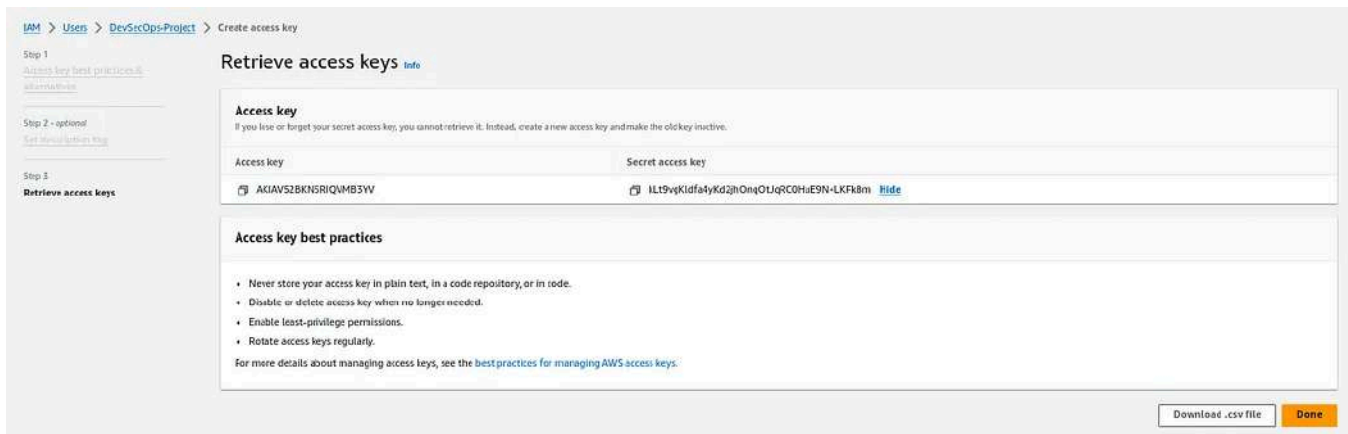 IAM > Users > DevSecOps-Project > Create access key
Step 1
Access key best practices &
alternatives
Step 2 - optional
Set description tag
Step 3
Retrieve access keys
Retrieve access keys Info
Access key
If you lose or forget your secret access key, you cannot retrieve it. Instead, create a new access key and make the old key inactive.
Access key Secret access key
Hide
Access key best practices
• Never store your access key in plain text, in a code repository, or in code.
• Disable or delete access key when no longer needed.
• Enable least-privilege permissions.
• Rotate access keys regularly.
For more details about managing access keys, see the best practices for managing AWS access keys.
Download .csv file Done